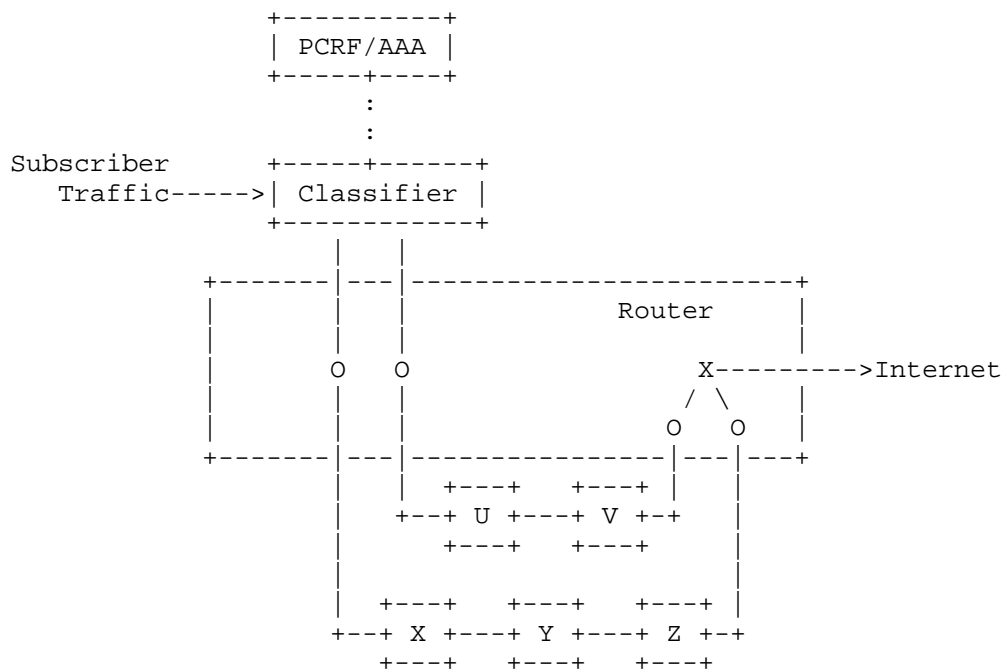 PCRF/AAA
Subscriber
Traffic----->| Classifier |
Router
O O X--------->Internet
O O
U V
X Y Z